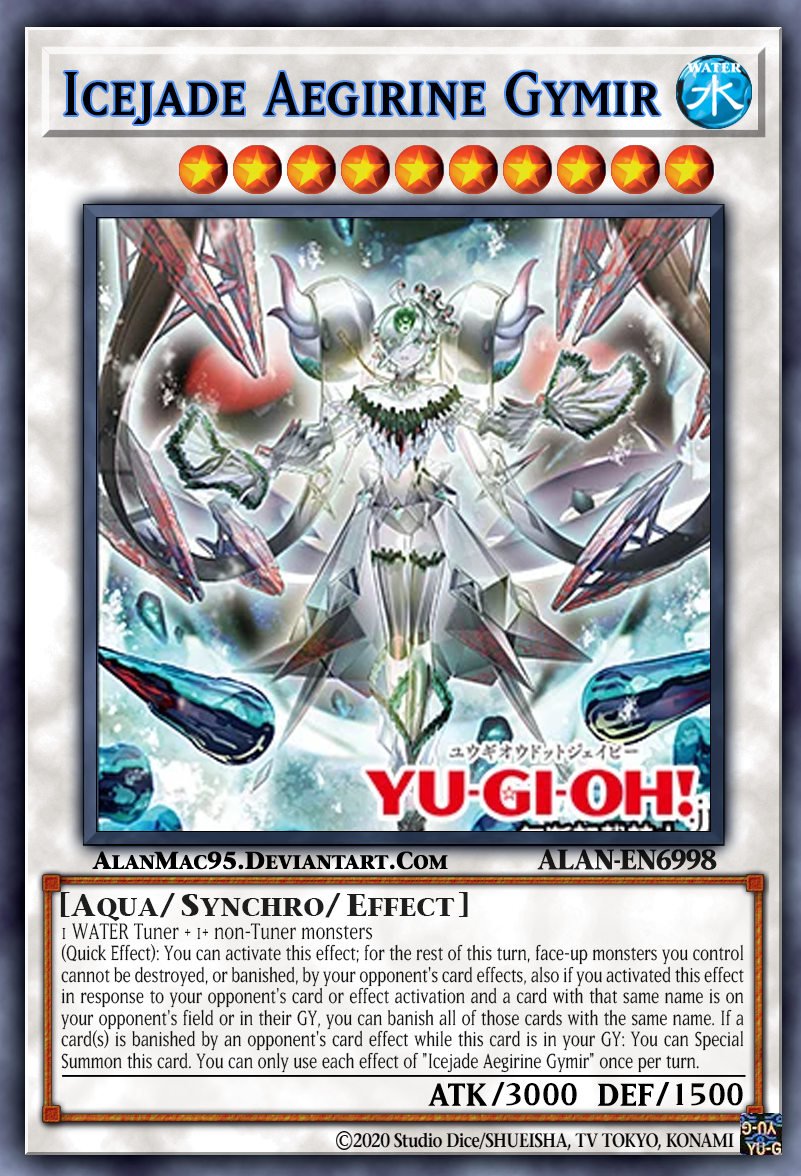 Icejade Aegirine Gymir
WATER
水
ユウギオウドットジェイピー
YU-GI-OH!
AlanMac95.Deviantart.Com
ALAN-EN6998
[Aqua/Synchro/Effect]
1 WATER Tuner + 1+ non-Tuner monsters
(Quick Effect): You can activate this effect; for the rest of this turn, face-up monsters you control
cannot be destroyed, or banished, by your opponent's card effects, also if you activated this effect
in response to your opponent's card or effect activation and a card with that same name is on
your opponent's field or in their GY, you can banish all of those cards with the same name. If a
card(s) is banished by an opponent card effect while this card is in your GY: You can Special
Summon this card. You can only use each effect of "Icejade Aegirine Gymir" once per turn.
ATK/3000 DEF/1500
©2020 Studio Dice/SHUEISHA, TV TOKYO, KONAMI